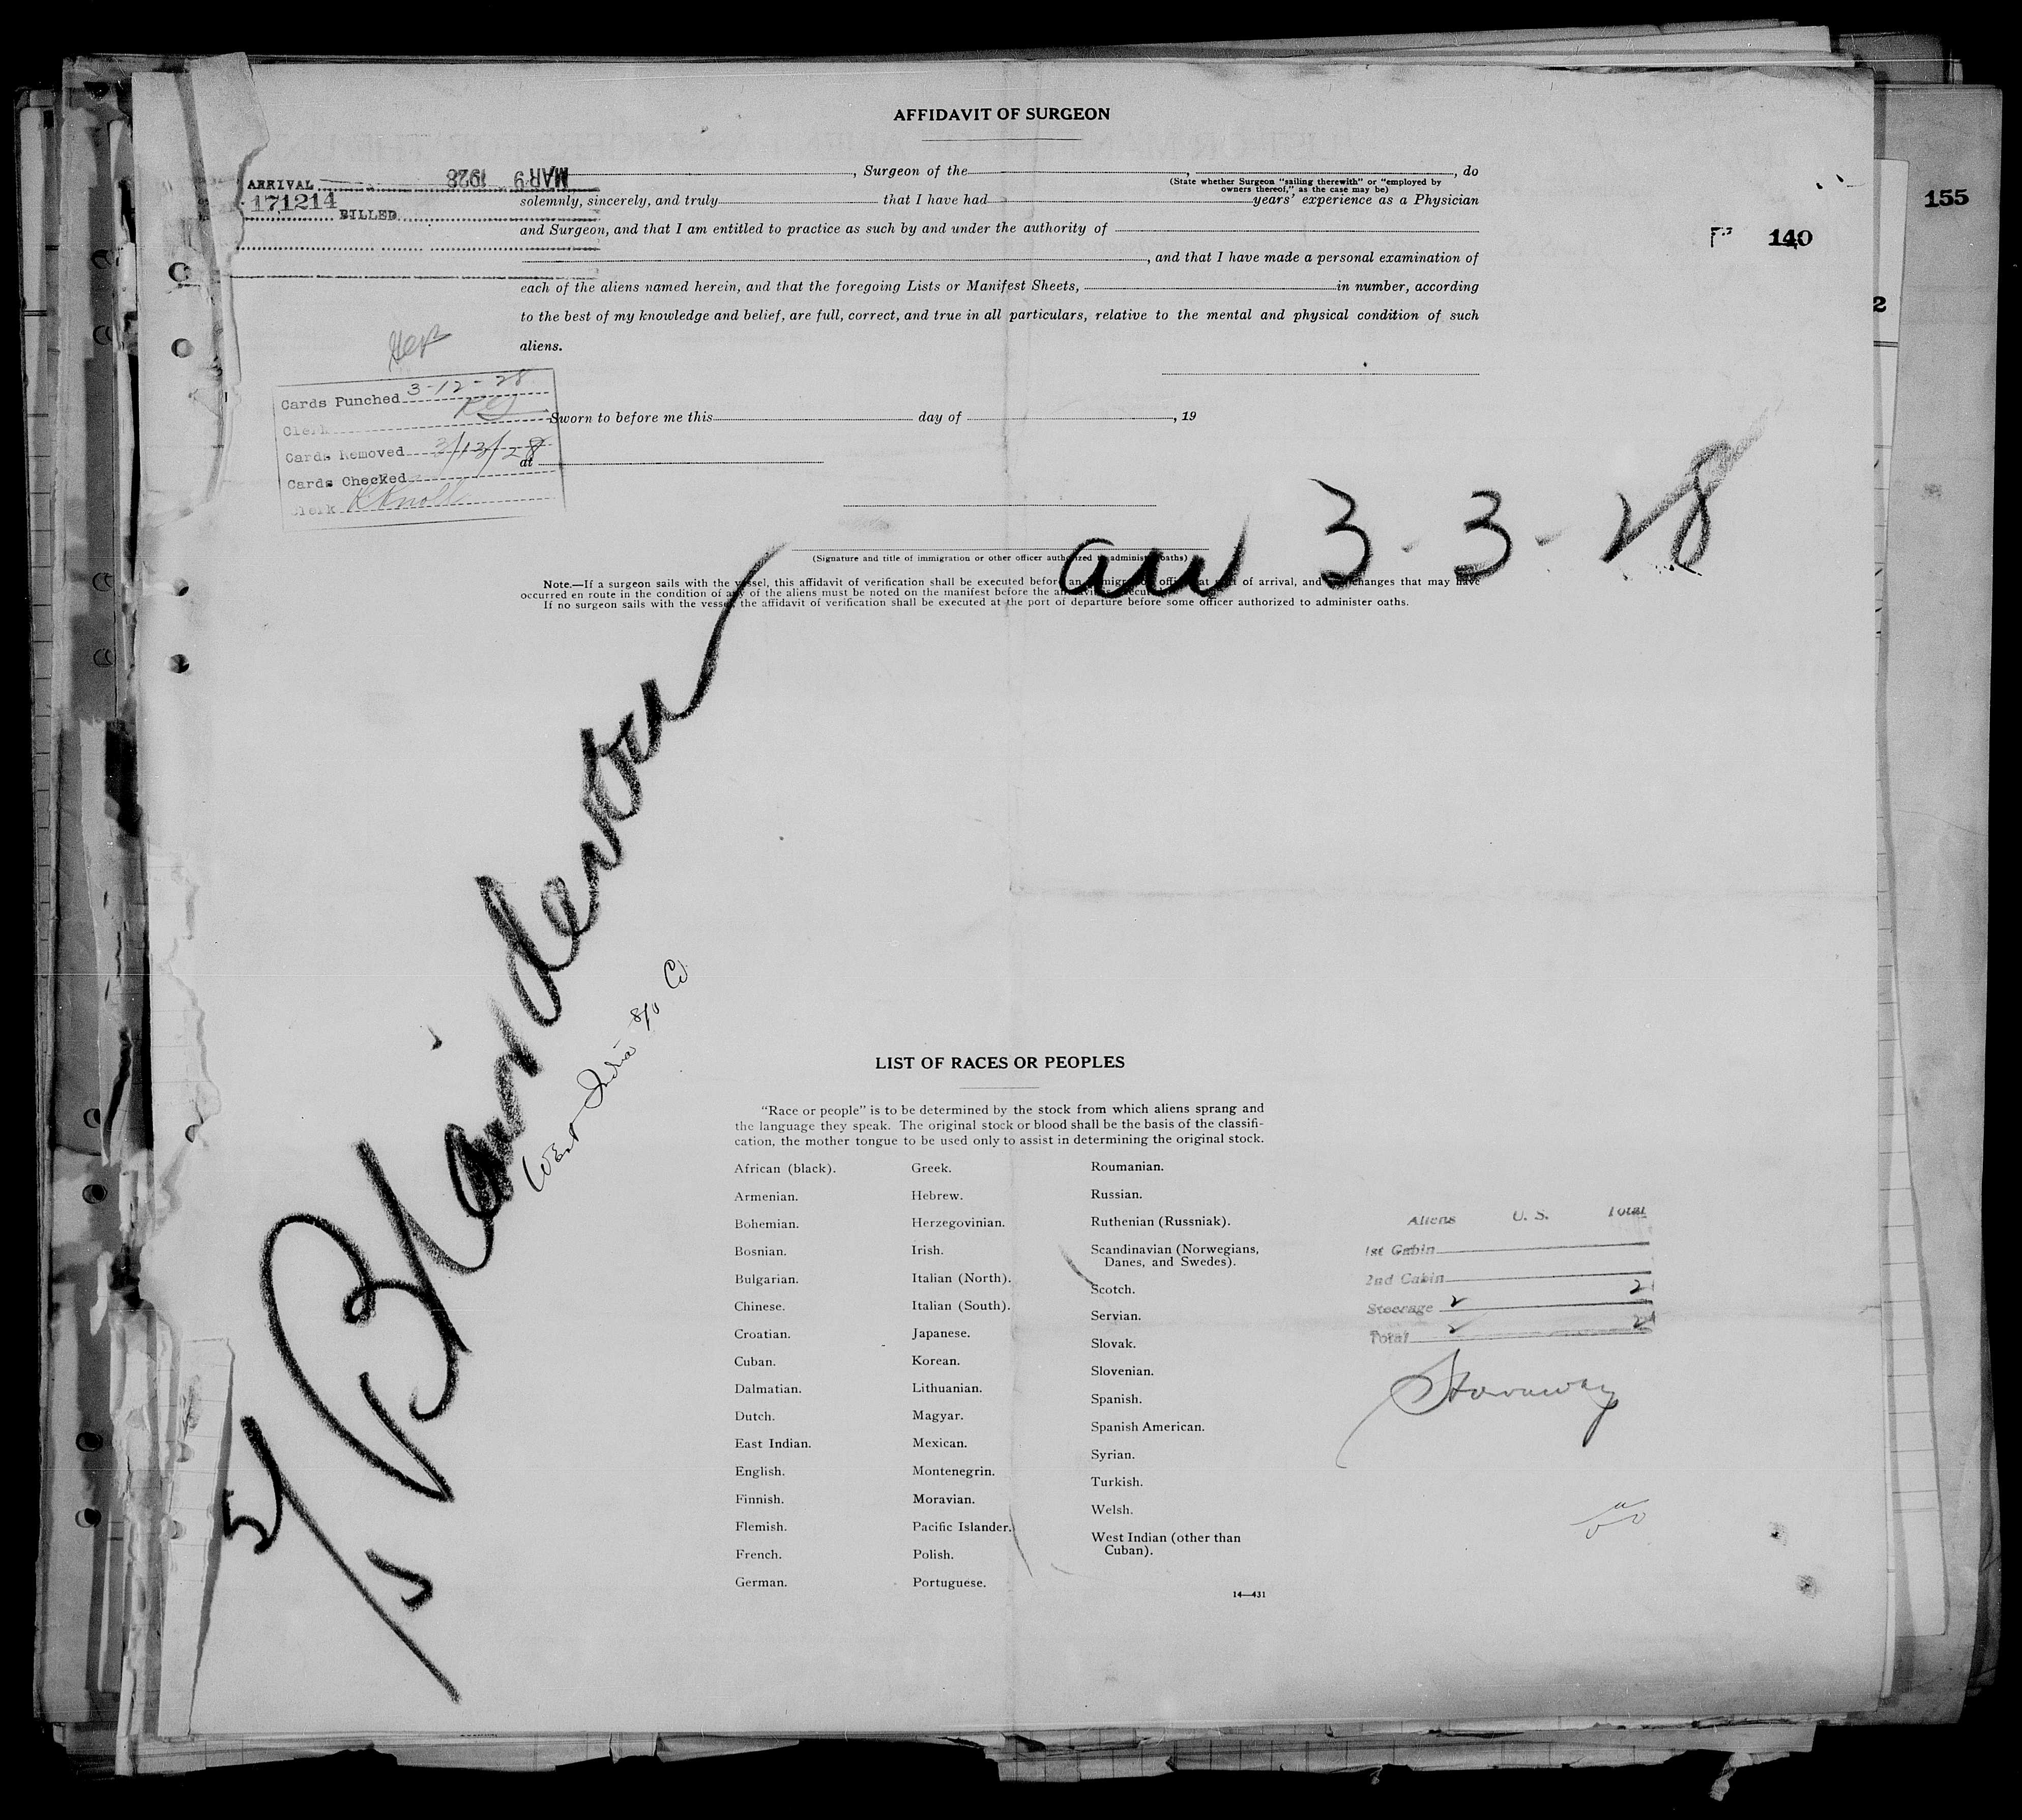 AFFIDAVIT OF SURGEON
ARRIVAL MAR 9 1928
, Surgeon of the , , do
(State whether Surgeon "sailing therewith" or "employed by
owners thereof," as the case may be)
171214 BILLED
solemnly, sincerely, and truly that I have had years' experience as a Physician
and Surgeon, and that I am entitled to practice as such by and under the authority of
, and that I have made a personal examination of
each of the aliens named herein, and that the foregoing Lists or Manifest Sheets, in number, according
to the best of my knowledge and belief, are full, correct, and true in all particulars, relative to the mental and physical condition of such
aliens.
155
140
2
Cards Punched 3-12-28
Clerk
Cards Removed 3/13/28
Cards Checked
Clerk K Knoll
Sworn to before me this day of , 19
at
(Signature and title of immigration or other officer authorized to administer oaths)
arr 3-3-28
Note.—If a surgeon sails with the vessel, this affidavit of verification shall be executed before an immigration officer at port of arrival, and any changes that may have
occurred en route in the condition of any of the aliens must be noted on the manifest before the affidavit is executed.
If no surgeon sails with the vessel, the affidavit of verification shall be executed at the port of departure before some officer authorized to administer oaths.
S/S
West India S/S Co
LIST OF RACES OR PEOPLES
"Race or people" is to be determined by the stock from which aliens sprang and
the language they speak. The original stock or blood shall be the basis of the classifi-
cation, the mother tongue to be used only to assist in determining the original stock.
African (black).
Armenian.
Bohemian.
Bosnian.
Bulgarian.
Chinese.
Croatian.
Cuban.
Dalmatian.
Dutch.
East Indian.
English.
Finnish.
Flemish.
French.
German.
Greek.
Hebrew.
Herzegovinian.
Irish.
Italian (North).
Italian (South).
Japanese.
Korean.
Lithuanian.
Magyar.
Mexican.
Montenegrin.
Moravian.
Pacific Islander.
Polish.
Portuguese.
Roumanian.
Russian.
Ruthenian (Russniak).
Scandinavian (Norwegians,
Danes, and Swedes).
Scotch.
Servian.
Slovak.
Slovenian.
Spanish.
Spanish American.
Syrian.
Turkish.
Welsh.
West Indian (other than
Cuban).
14—431
Aliens U. S. Total
1st Cabin
2nd Cabin
Steerage 2 2
Total 2 2
Stowaway